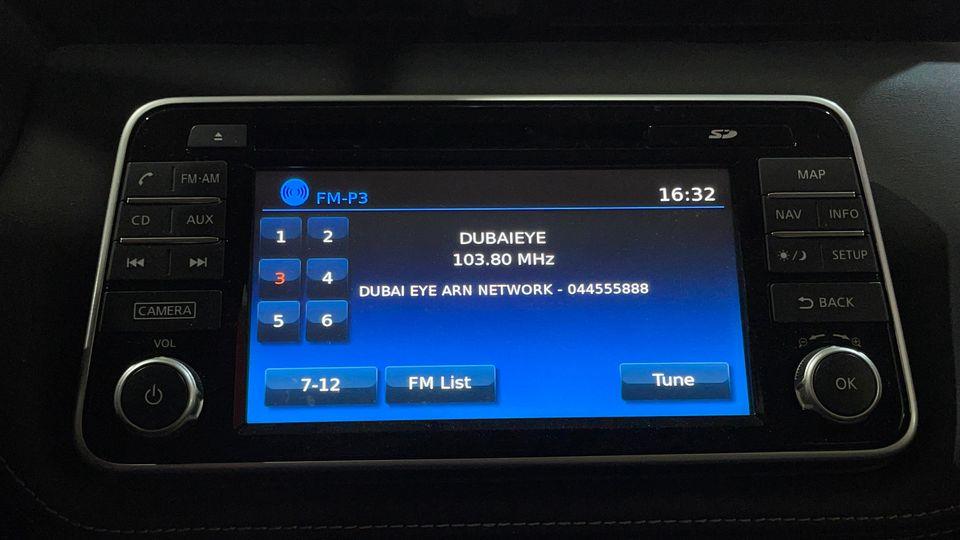 SD
FM·AM
MAP
CD
AUX
NAV
INFO
SETUP
CAMERA
BACK
VOL
OK
FM-P3
16:32
1
2
DUBAIEYE
103.80 MHz
3
4
DUBAI EYE ARN NETWORK - 044555888
5
6
7-12
FM List
Tune